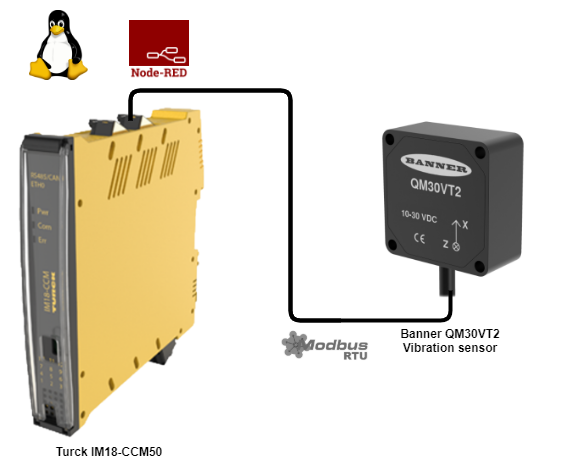 Node-RED
RS485/CAN
ETH0
Pwr
Com
Err
IM18-CCM
TURCK
BANNER
QM30VT2
10-30 VDC
CE
X
Z
Modbus
RTU
Banner QM30VT2
Vibration sensor
Turck IM18-CCM50